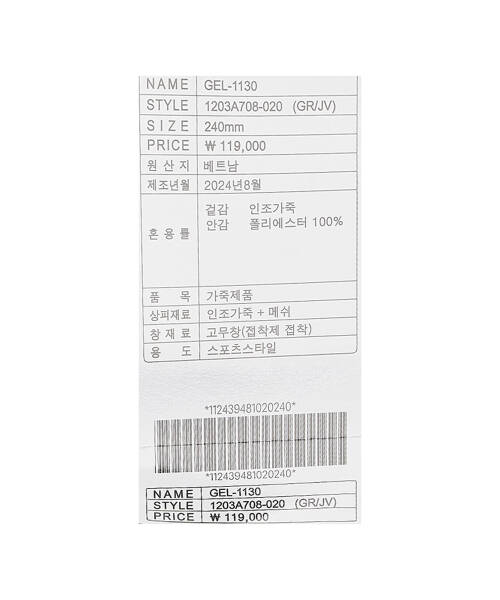 NAME GEL-1130
STYLE 1203A708-020 (GR/JV)
SIZE 240mm
PRICE ₩ 119,000
원산지 베트남
제조년월 2024년8월
혼용률 겉감 인조가죽
안감 폴리에스터 100%
품 목 가죽제품
상피재료 인조가죽 + 메쉬
창재료 고무창(접착제 접착)
용 도 스포츠스타일
*112439481020240*
*112439481020240*
NAME GEL-1130
STYLE 1203A708-020 (GR/JV)
PRICE ₩ 119,000